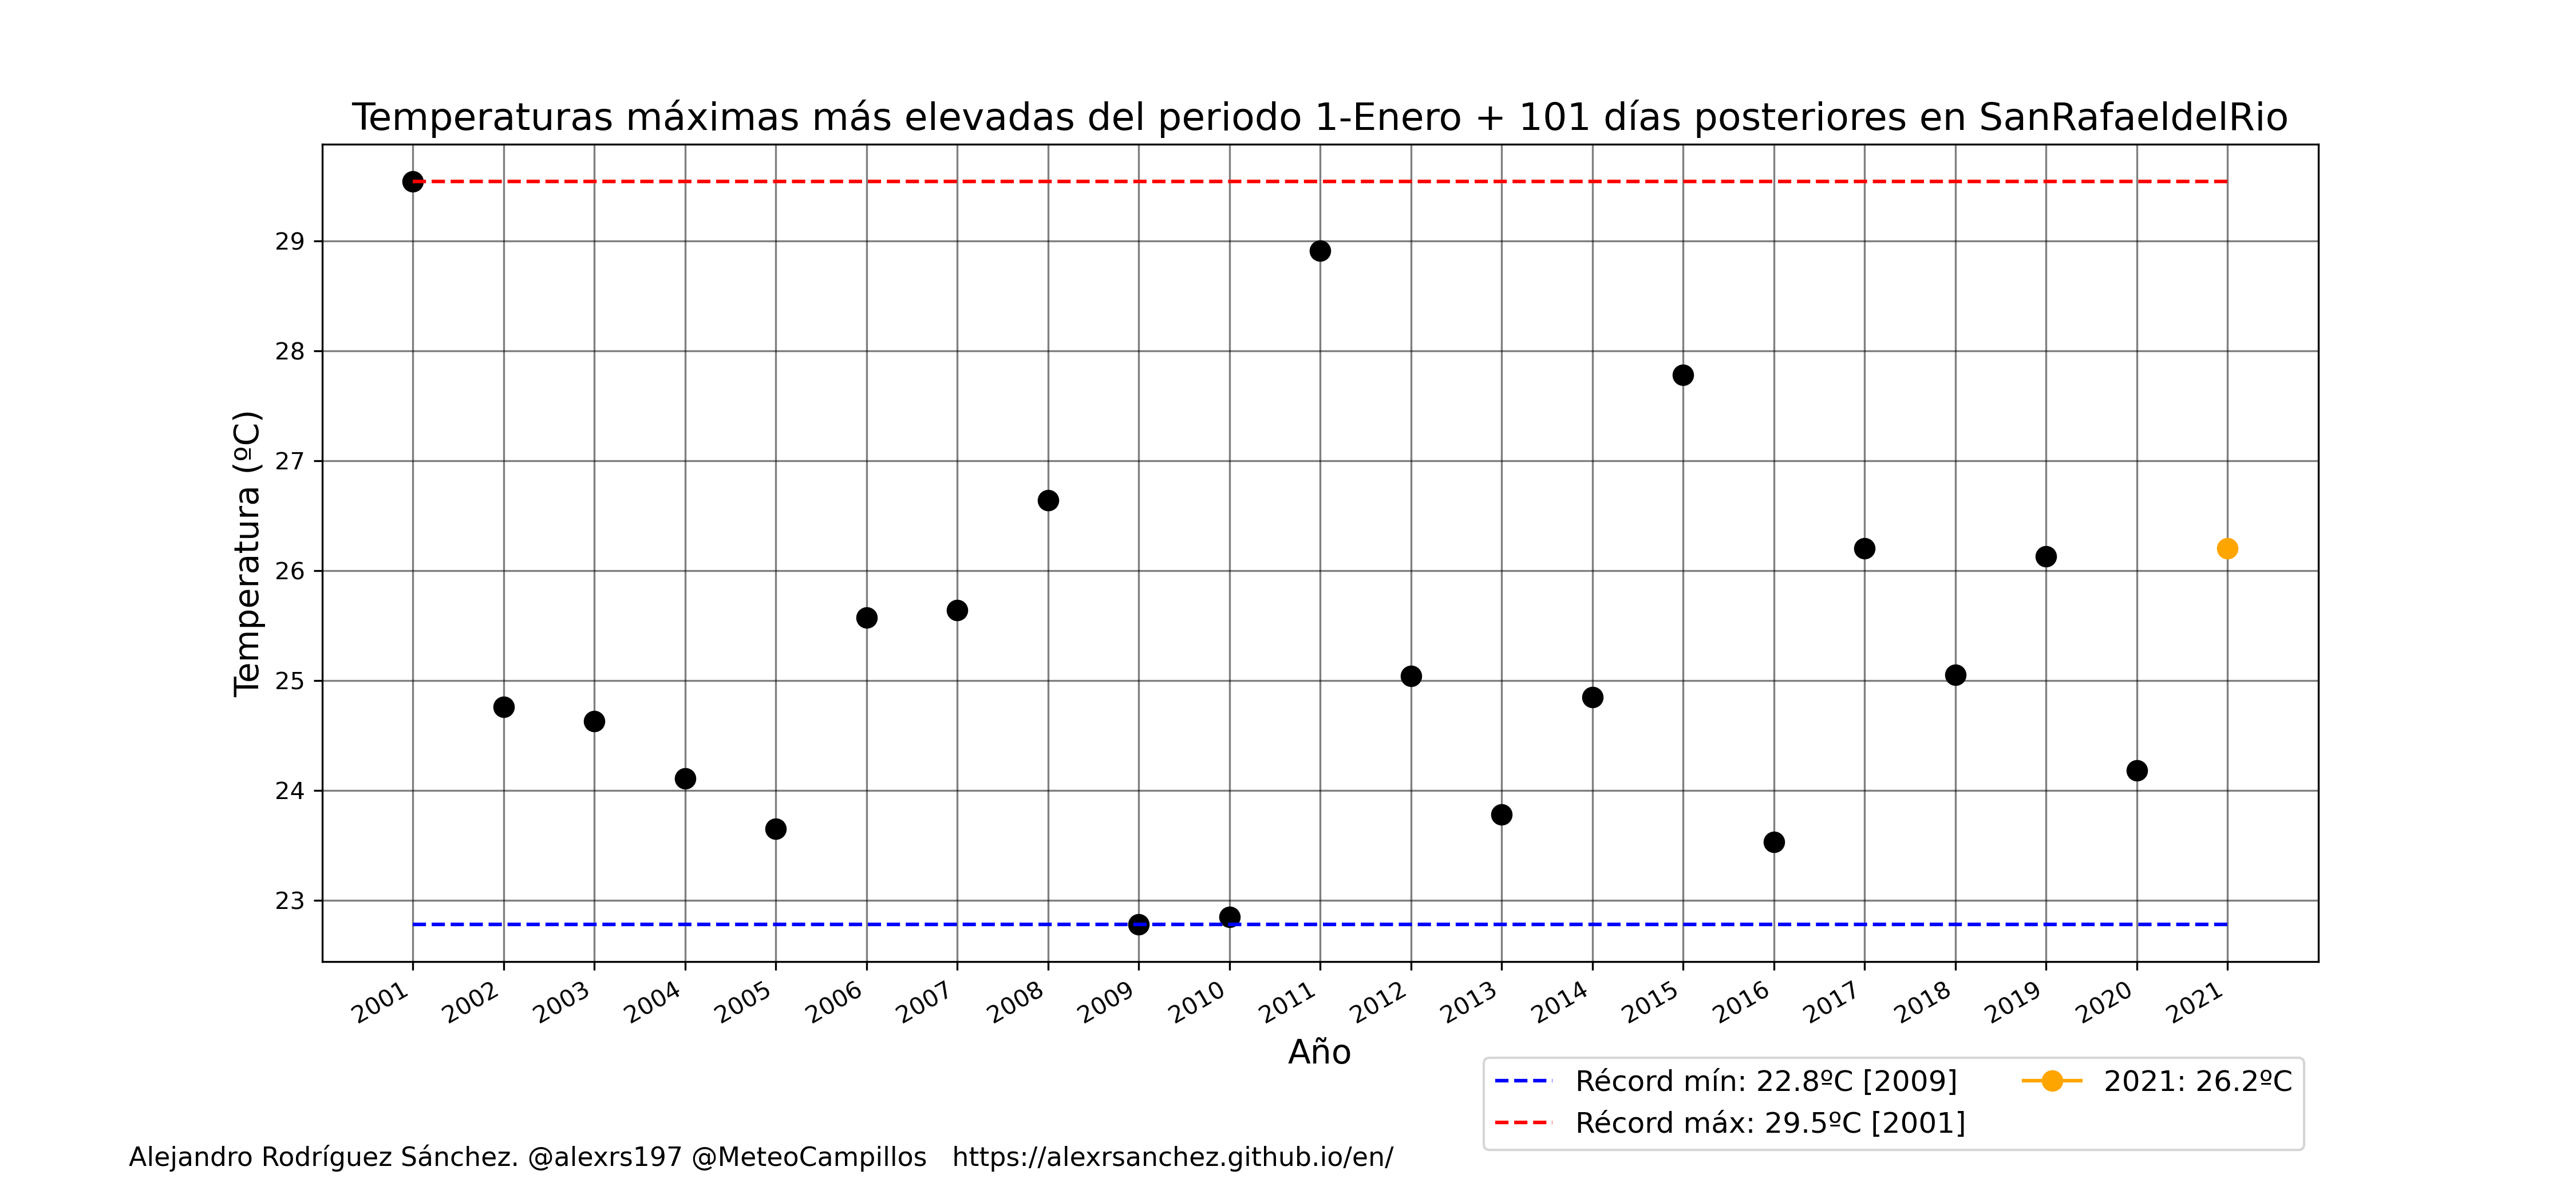 Temperaturas máximas más elevadas del periodo 1-Enero + 101 días posteriores en SanRafaeldelRio
Temperatura (ºC)
29
28
27
26
25
24
23
2001 2002 2003 2004 2005 2006 2007 2008 2009 2010 2011 2012 2013 2014 2015 2016 2017 2018 2019 2020 2021
Año
Récord mín: 22.8ºC [2009]
Récord máx: 29.5ºC [2001]
2021: 26.2ºC
Alejandro Rodríguez Sánchez. @alexrs197 @MeteoCampillos https://alexrsanchez.github.io/en/